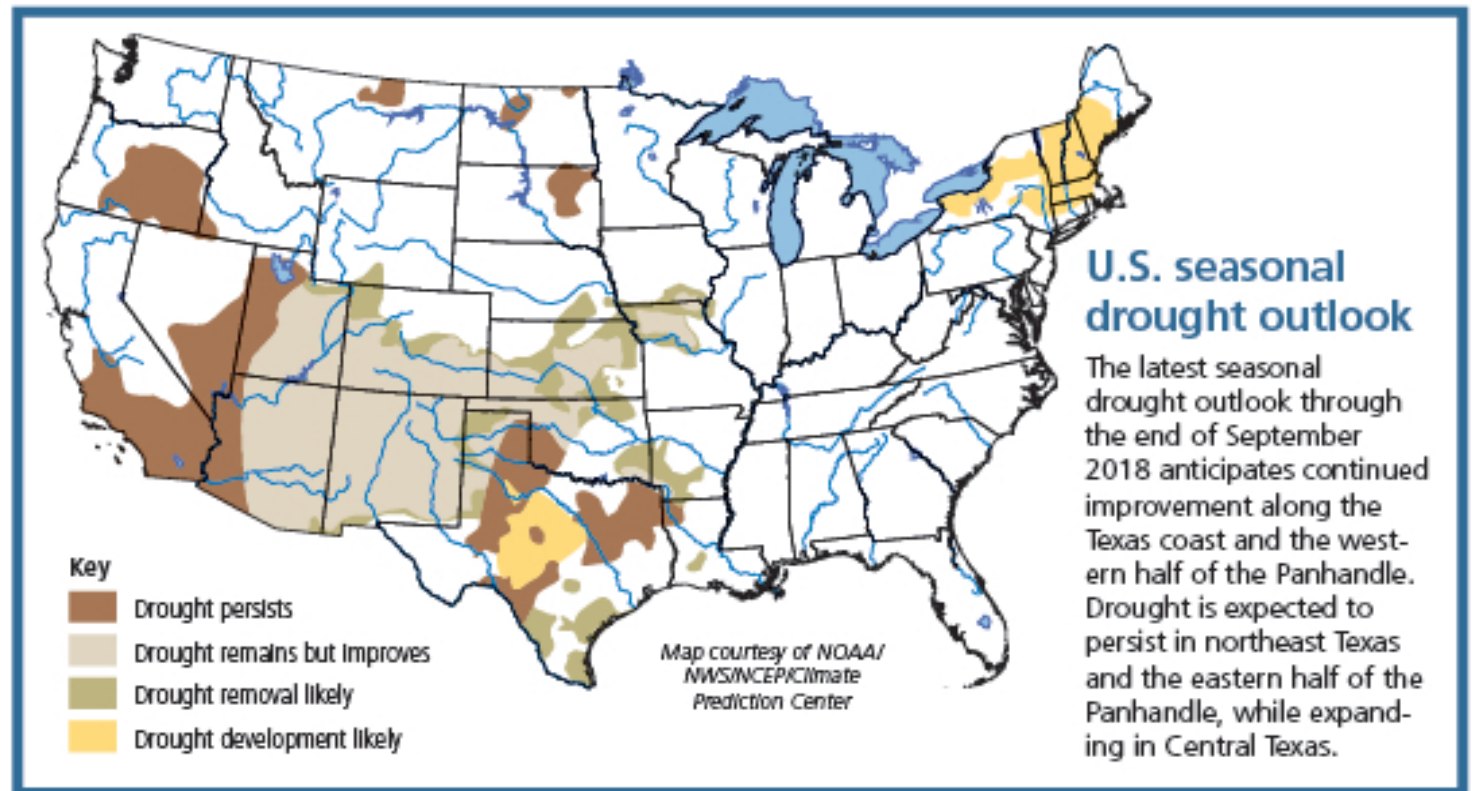 U.S. seasonal
drought outlook
The latest seasonal
drought outlook through
the end of September
2018 anticipates continued
improvement along the
Texas coast and the west-
ern half of the Panhandle.
Drought is expected to
persist in northeast Texas
and the eastern half of the
Panhandle, while expand-
ing in Central Texas.
Key
Drought persists
Drought remains but improves
Drought removal likely
Drought development likely
Map courtesy of NOAA/
NWS/NCEP/Climate
Prediction Center